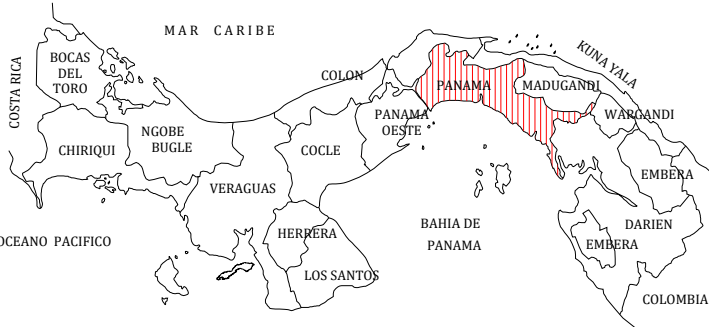 MAR CARIBE
COSTA RICA
BOCAS
DEL
TORO
COLON
KUNA YALA
PANAMA
MADUGANDI
NGOBE
BUGLE
CHIRIQUI
COCLE
PANAMA
OESTE
WARGANDI
VERAGUAS
EMBERA
HERRERA
BAHIA DE
PANAMA
DARIEN
EMBERA
OCEANO PACIFICO
LOS SANTOS
COLOMBIA